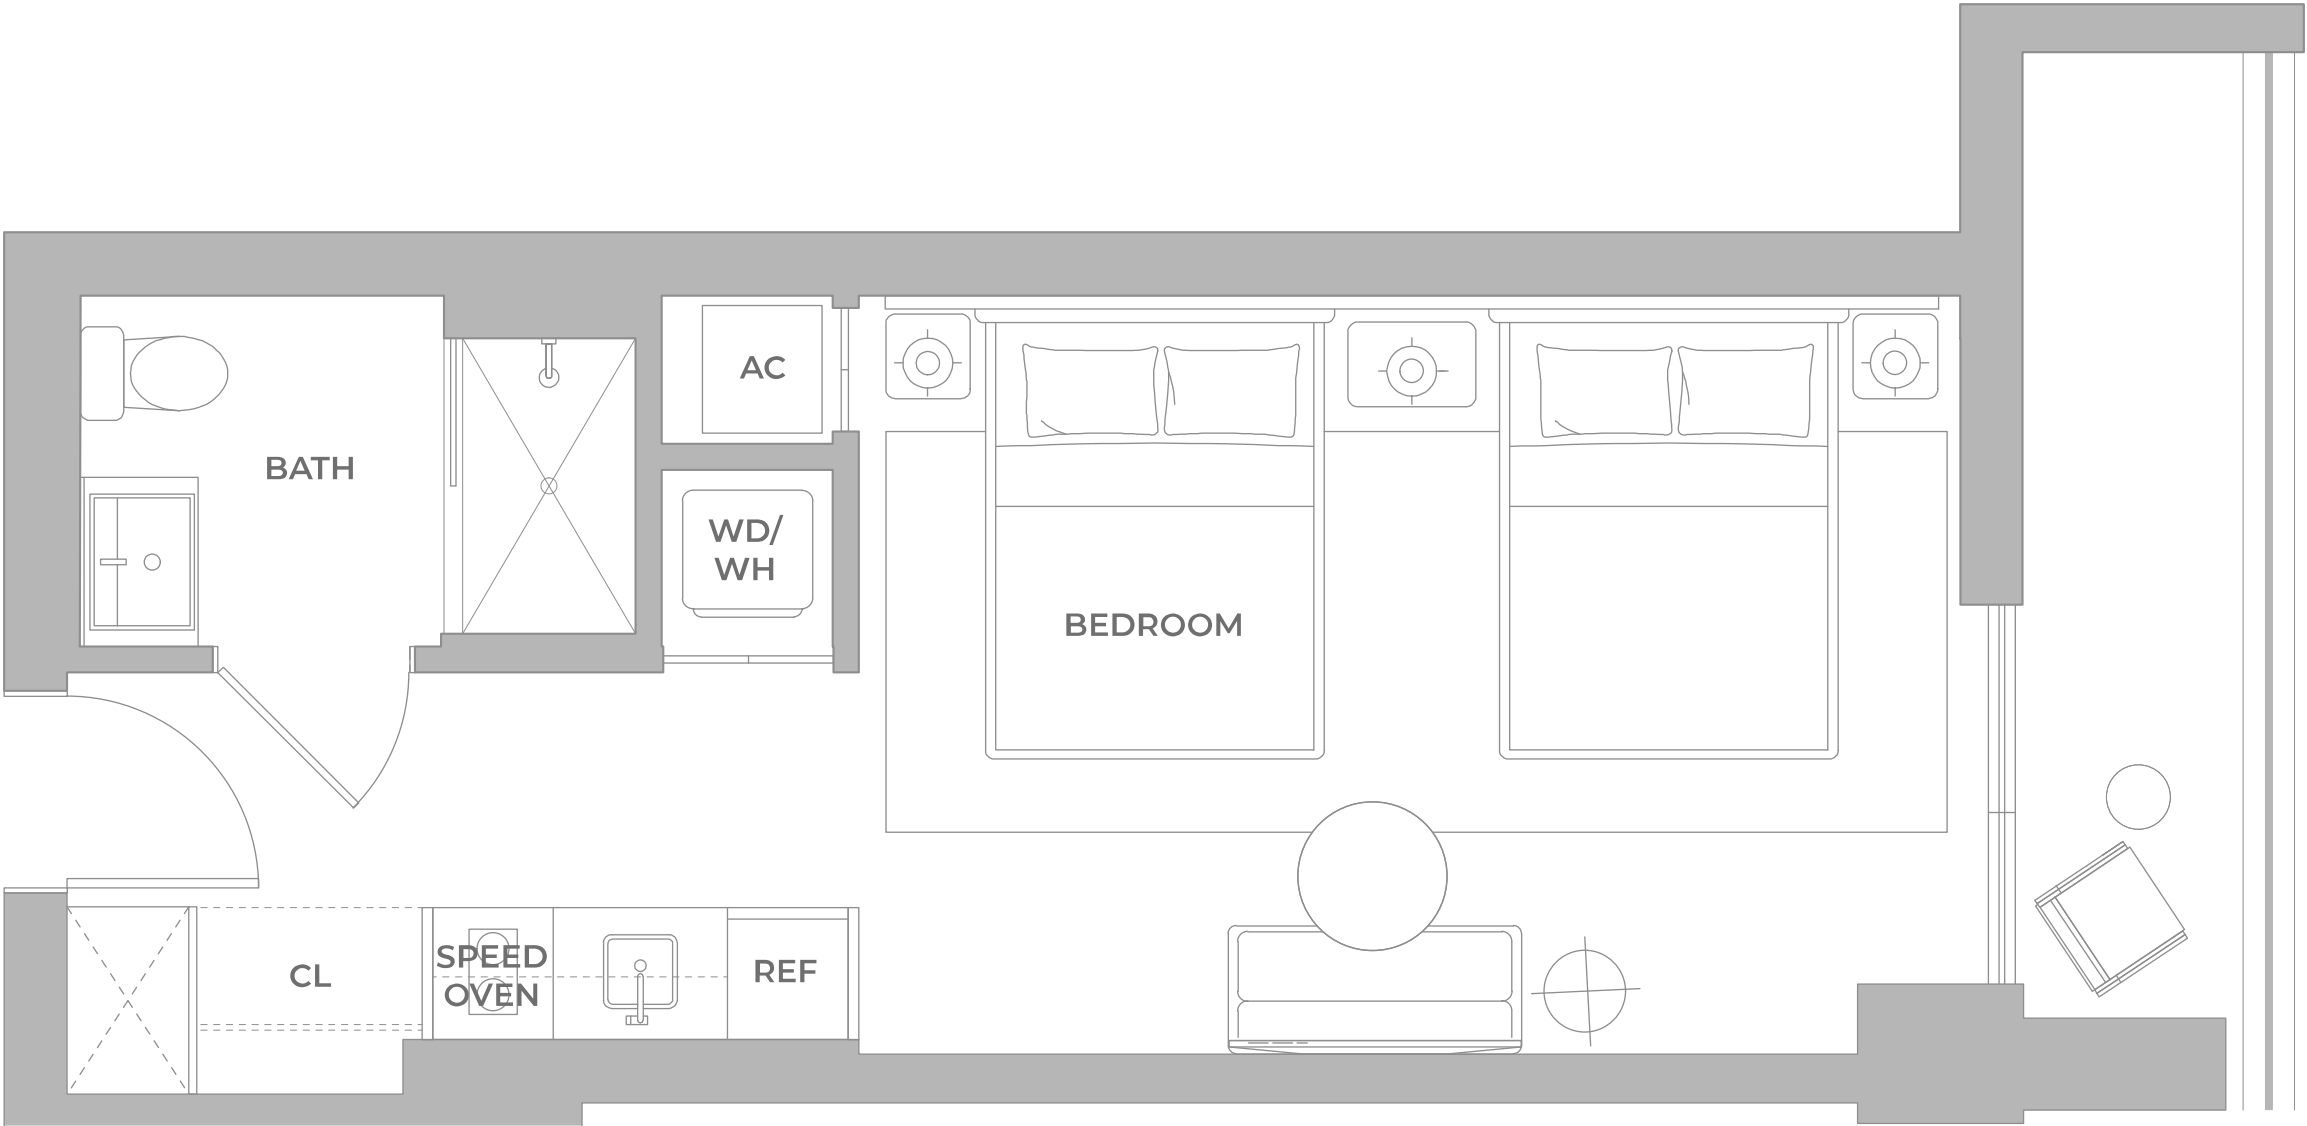 AC
BATH
WD/
WH
BEDROOM
SPEED
OVEN
CL
REF